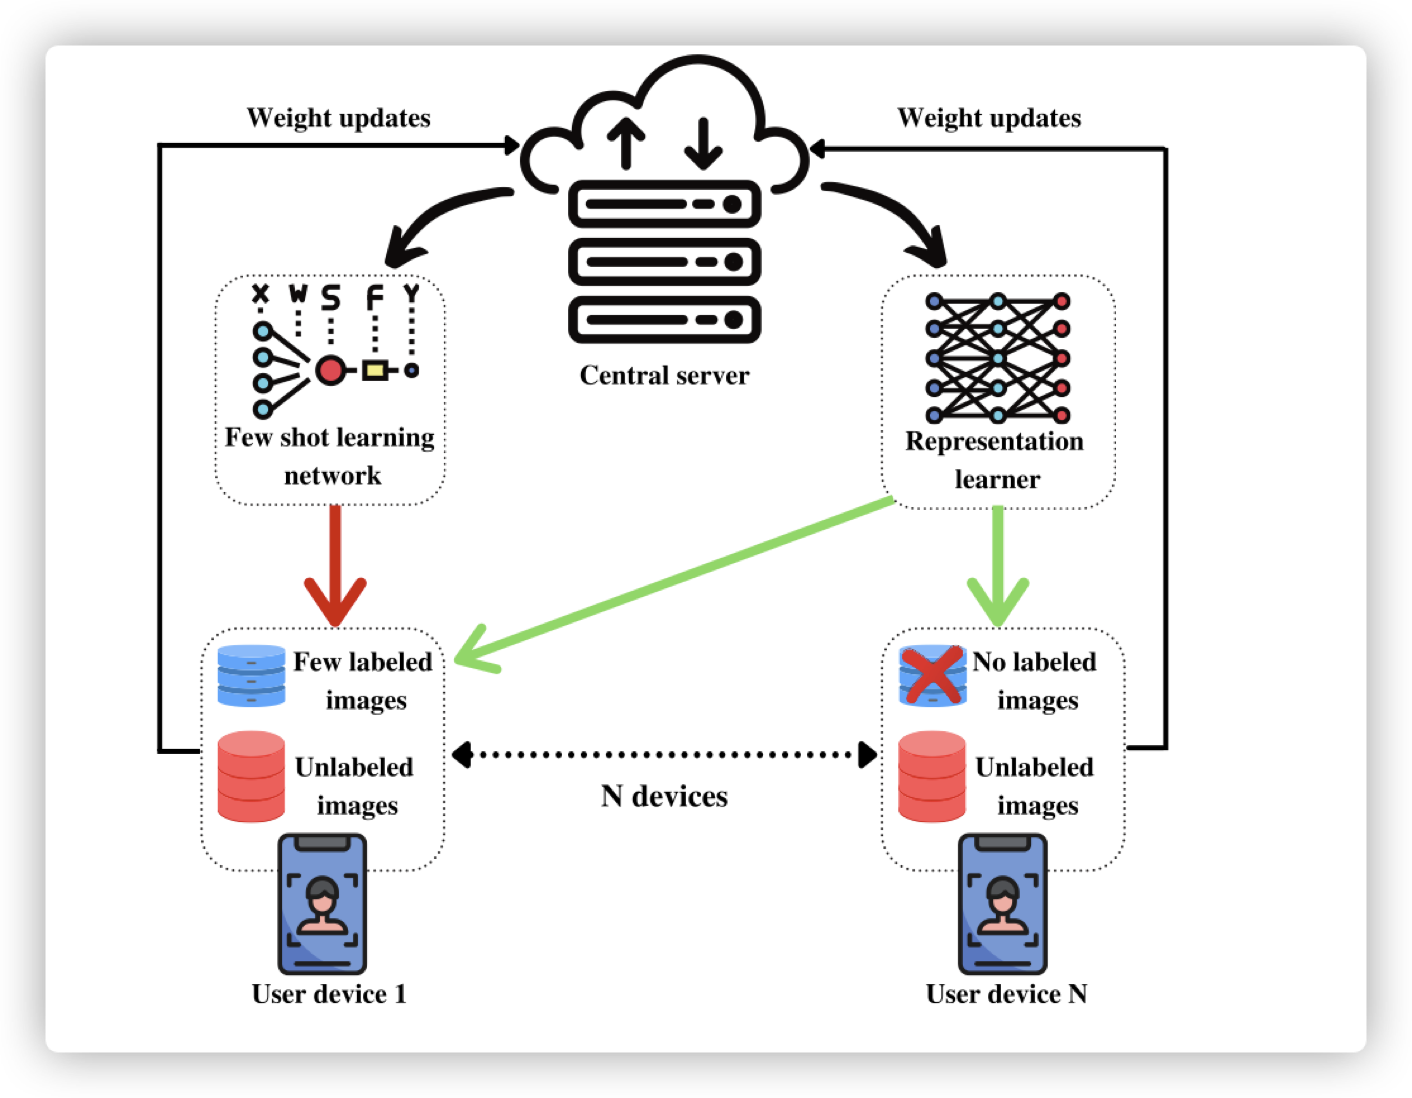 Weight updates
Weight updates
X W S F Y
Central server
Few shot learning
network
Representation
learner
Few labeled
images
No labeled
images
Unlabeled
images
Unlabeled
images
N devices
User device 1
User device N